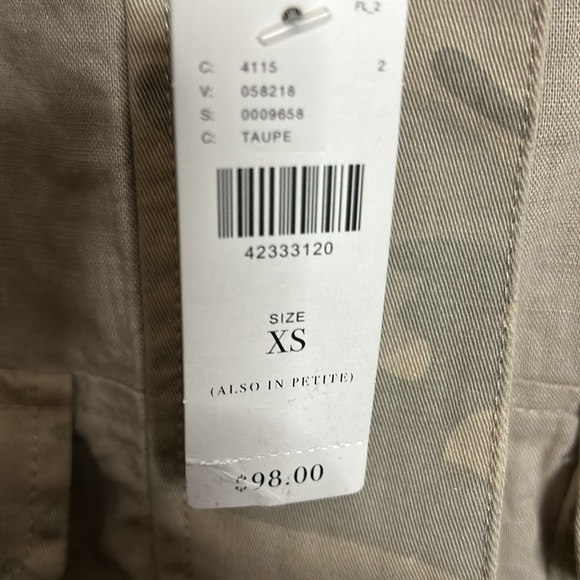 FL_2
C: 4115 2
V: 058218
S: 0009658
C: TAUPE
42333120
SIZE
XS
(ALSO IN PETITE)
$98.00